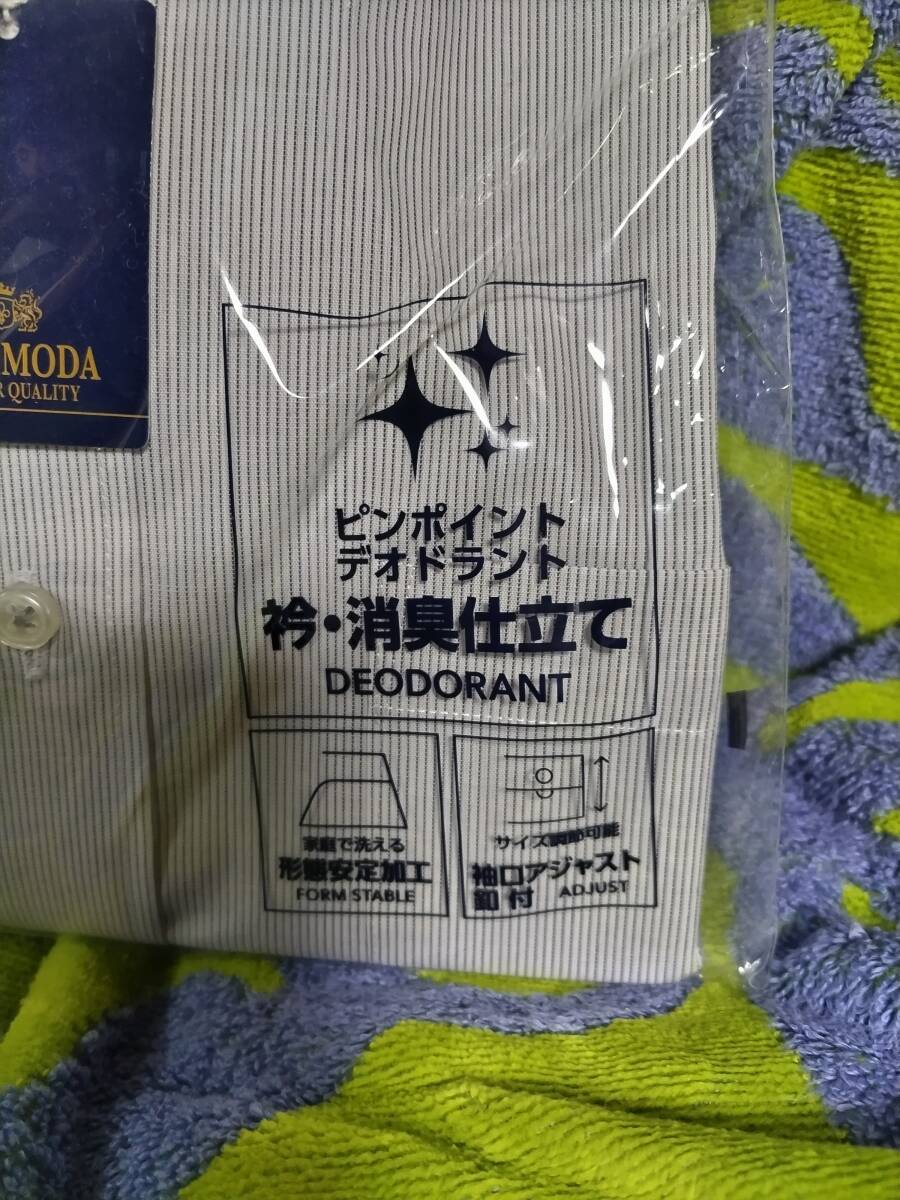 MODA
QUALITY
ピンポイント
デオドラント
衿・消臭仕立て
DEODORANT
家庭で洗える
形態安定加工
FORM STABLE
サイズ調節可能
袖口アジャスト
釦付 ADJUST